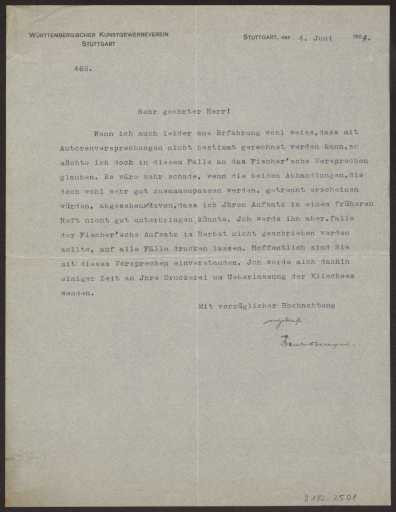 WÜRTTEMBERGISCHER KUNSTGEWERBEVEREIN
STUTTGART
STUTTGART, DEN 4. Juni 190
468.
Sehr geehrter Herr!
Wenn ich auch leider aus Erfahrung wohl weiss, dass mit
Autorenversprechungen nicht bestimmt gerechnet werden kann, so
möchte ich doch in diesem Falle an das Fischer'sche Versprechen
glauben. Es wäre sehr schade, wenn die beiden Abhandlungen, die
doch wohl sehr gut zusammenpassen werden, getrennt erscheinen
würden, abgesehen davon, dass ich Jhren Aufsatz in einem früheren
Heft nicht gut unterbringen könnte. Jch werde ihn aber, falls
der Fischer'sche Aufsatz im Herbst nicht geschrieben werden
sollte, auf alle Fälle drucken lassen. Hoffentlich sind Sie
mit diesem Versprechen einverstanden. Jch werde mich dann in
einiger Zeit an Jhre Druckerei um Ueberlassung der Klischees
wenden.
Mit vorzüglicher Hochachtung